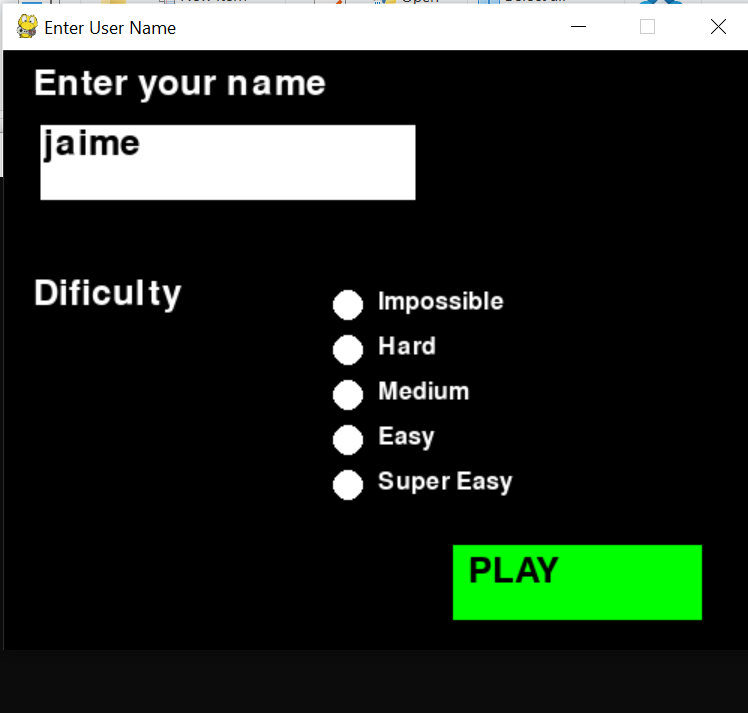 Enter User Name
Enter your name
jaime
Dificulty
Impossible
Hard
Medium
Easy
Super Easy
PLAY